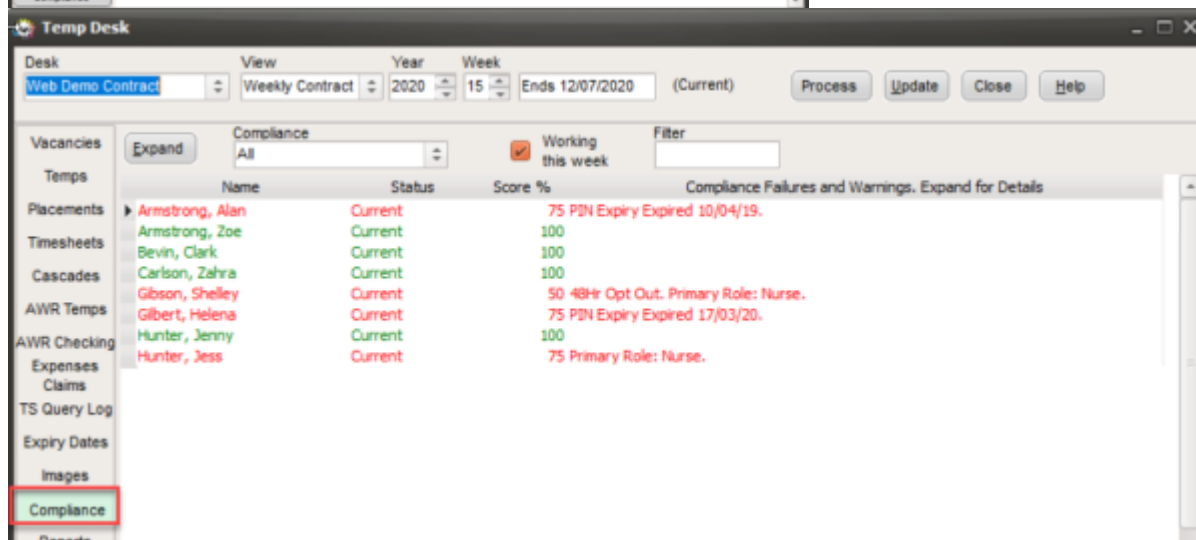 Compliance
Temp Desk
Desk View Year Week
Web Demo Contract Weekly Contract 2020 15 Ends 12/07/2020 (Current) Process Update Close Help
Vacancies
Temps
Placements
Timesheets
Cascades
AWR Temps
AWR Checking
Expenses
Claims
TS Query Log
Expiry Dates
Images
Compliance
Reports
Expand
Compliance
All
Working
this week
Filter
Name Status Score % Compliance Failures and Warnings. Expand for Details
Armstrong, Alan Current 75 PIN Expiry Expired 10/04/19.
Armstrong, Zoe Current 100
Bevin, Clark Current 100
Carlson, Zahra Current 100
Gibson, Shelley Current 50 48Hr Opt Out. Primary Role: Nurse.
Gilbert, Helena Current 75 PIN Expiry Expired 17/03/20.
Hunter, Jenny Current 100
Hunter, Jess Current 75 Primary Role: Nurse.